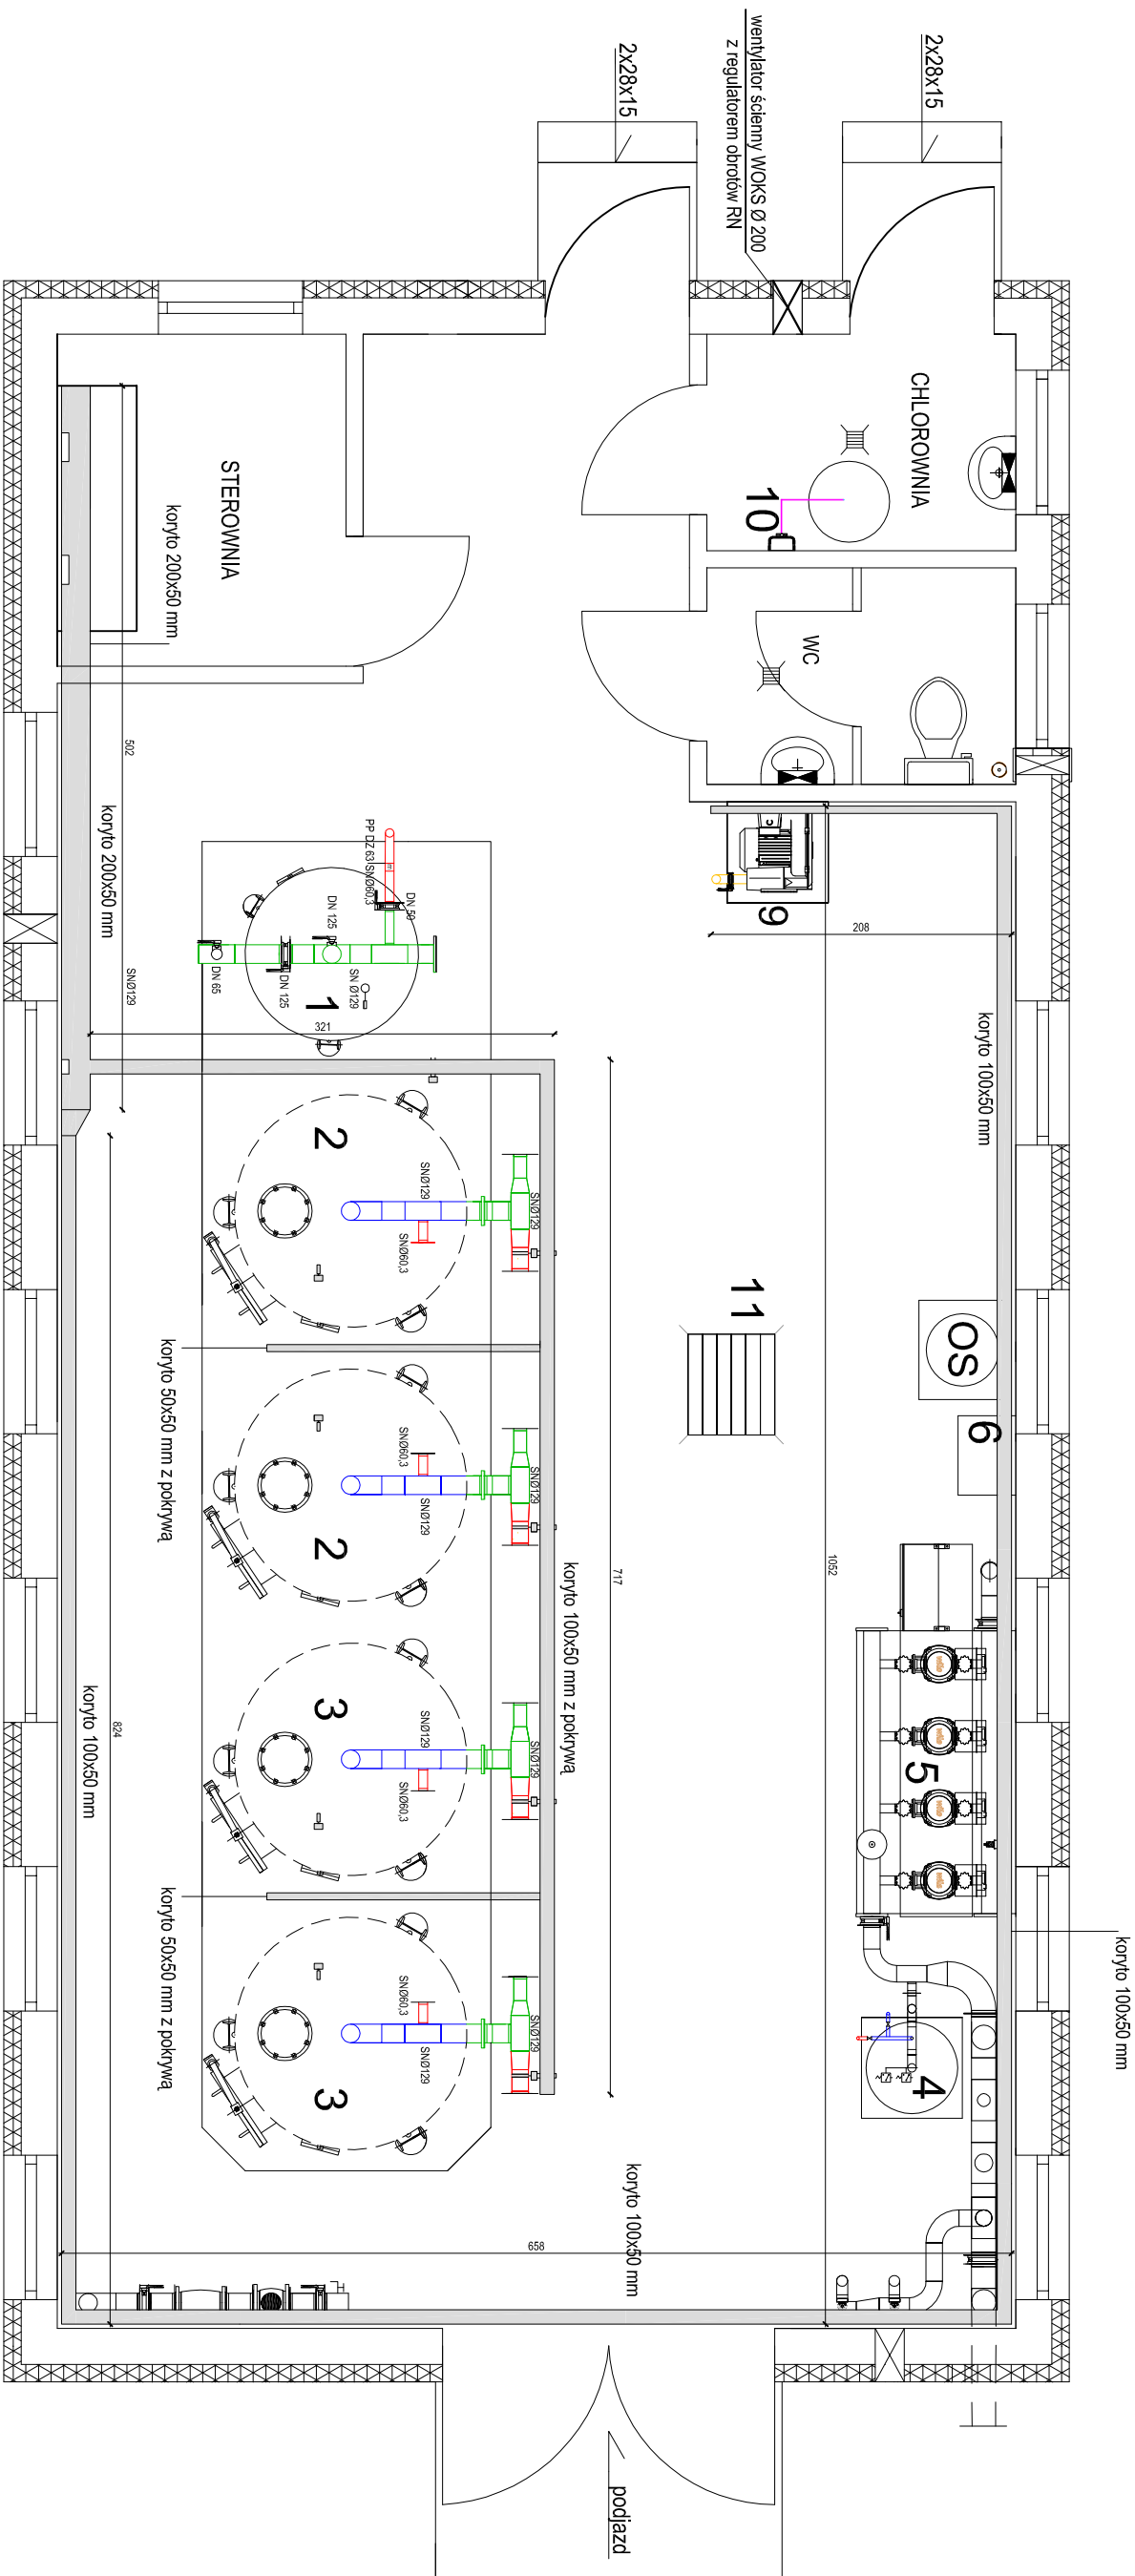 2x28x15
2x28x15
wentylator ścienny WOKS Ø 200
z regulatorem obrotów RN
CHLOROWNIA
10
WC
STEROWNIA
koryto 200x50 mm
502
koryto 200x50 mm
SNØ129
9
208
koryto 100x50 mm
PP DZ 63
SNØ60,3
DN 50
DN 125
DN 65
DN 125
SN Ø129
1
321
2
SNØ129
SNØ60,3
SNØ129
koryto 50x50 mm z pokrywą
2
SNØ60,3
SNØ129
SNØ129
koryto 100x50 mm z pokrywą
717
1052
11
OS
6
5
wilo
wilo
wilo
wilo
koryto 100x50 mm
4
3
SNØ129
SNØ60,3
SNØ129
koryto 50x50 mm z pokrywą
3
SNØ60,3
SNØ129
SNØ129
824
koryto 100x50 mm
koryto 100x50 mm
658
podjazd